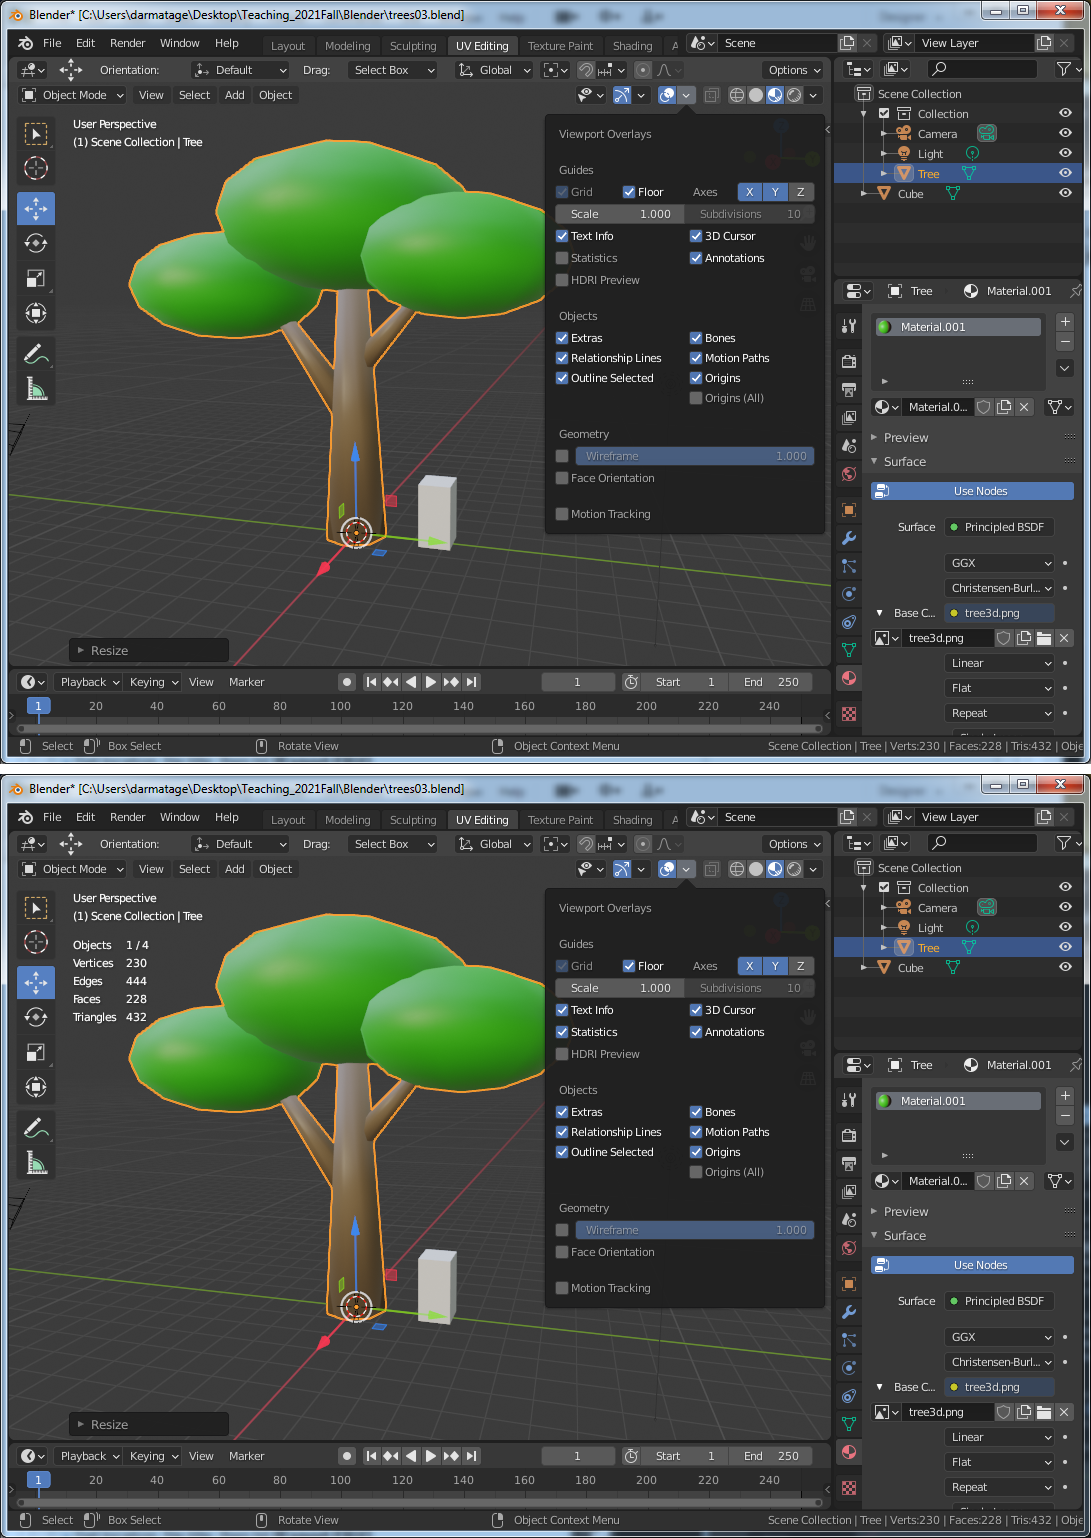 Blender* [C:\Users\darmatage\Desktop\Teaching_2021Fall\Blender\trees03.blend]
File Edit Render Window Help Layout Modeling Sculpting UV Editing Texture Paint Shading A Scene View Layer
Orientation: Default Drag: Select Box Global Options
Object Mode View Select Add Object
User Perspective
(1) Scene Collection | Tree
Viewport Overlays
Guides
Grid Floor Axes X Y Z
Scale 1.000 Subdivisions 10
Text Info 3D Cursor
Statistics Annotations
HDRI Preview
Objects
Extras Bones
Relationship Lines Motion Paths
Outline Selected Origins
Origins (All)
Geometry
Wireframe 1.000
Face Orientation
Motion Tracking
Resize
Scene Collection
Collection
Camera
Light
Tree
Cube
Tree Material.001
Material.001
Material.0...
Preview
Surface
Use Nodes
Surface Principled BSDF
GGX
Christensen-Burl...
Base C... tree3d.png
tree3d.png
Linear
Flat
Repeat
Playback Keying View Marker 1 Start 1 End 250
1 20 40 60 80 100 120 140 160 180 200 220 240
Select Box Select Rotate View Object Context Menu Scene Collection | Tree | Verts:230 | Faces:228 | Tris:432 | Obje
Blender* [C:\Users\darmatage\Desktop\Teaching_2021Fall\Blender\trees03.blend]
File Edit Render Window Help Layout Modeling Sculpting UV Editing Texture Paint Shading A Scene View Layer
Orientation: Default Drag: Select Box Global Options
Object Mode View Select Add Object
User Perspective
(1) Scene Collection | Tree
Objects 1 / 4
Vertices 230
Edges 444
Faces 228
Triangles 432
Viewport Overlays
Guides
Grid Floor Axes X Y Z
Scale 1.000 Subdivisions 10
Text Info 3D Cursor
Statistics Annotations
HDRI Preview
Objects
Extras Bones
Relationship Lines Motion Paths
Outline Selected Origins
Origins (All)
Geometry
Wireframe 1.000
Face Orientation
Motion Tracking
Resize
Scene Collection
Collection
Camera
Light
Tree
Cube
Tree Material.001
Material.001
Material.0...
Preview
Surface
Use Nodes
Surface Principled BSDF
GGX
Christensen-Burl...
Base C... tree3d.png
tree3d.png
Linear
Flat
Repeat
Playback Keying View Marker 1 Start 1 End 250
1 20 40 60 80 100 120 140 160 180 200 220 240
Select Box Select Rotate View Object Context Menu Scene Collection | Tree | Verts:230 | Faces:228 | Tris:432 | Obje